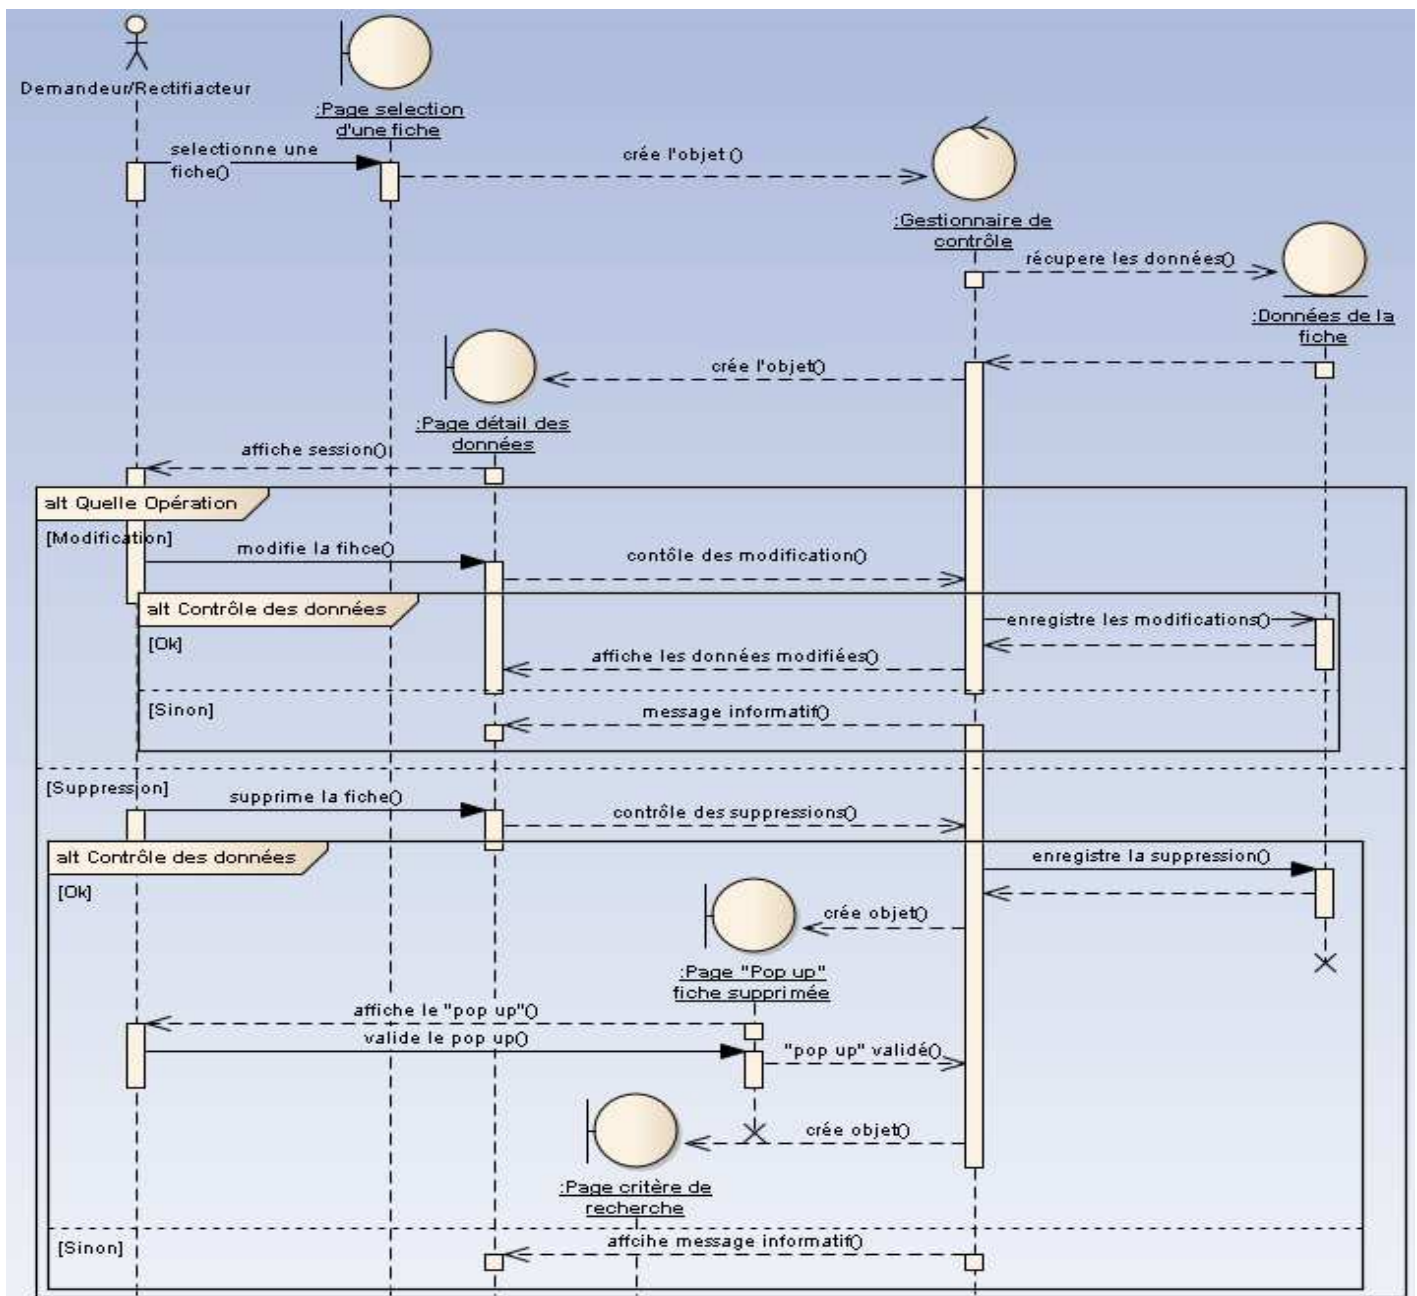 Demandeur/Rectifiacteur
:Page selection
d'une fiche
selectionne une
fiche()
crée l'objet ()
:Gestionnaire de
contrôle
récupere les données()
:Données de la
fiche
crée l'objet()
:Page détail des
données
affiche session()
alt Quelle Opération
[Modification]
modifie la fihce()
contôle des modification()
alt Contrôle des données
enregistre les modifications()
[Ok]
affiche les données modifiées()
[Sinon]
message informatif()
[Suppression]
supprime la fiche()
contrôle des suppressions()
alt Contrôle des données
enregistre la suppression()
[Ok]
crée objet()
:Page "Pop up"
fiche supprimée
affiche le "pop up"()
valide le pop up()
"pop up" validé()
crée objet()
:Page critère de
recherche
[Sinon]
affcihe message informatif()